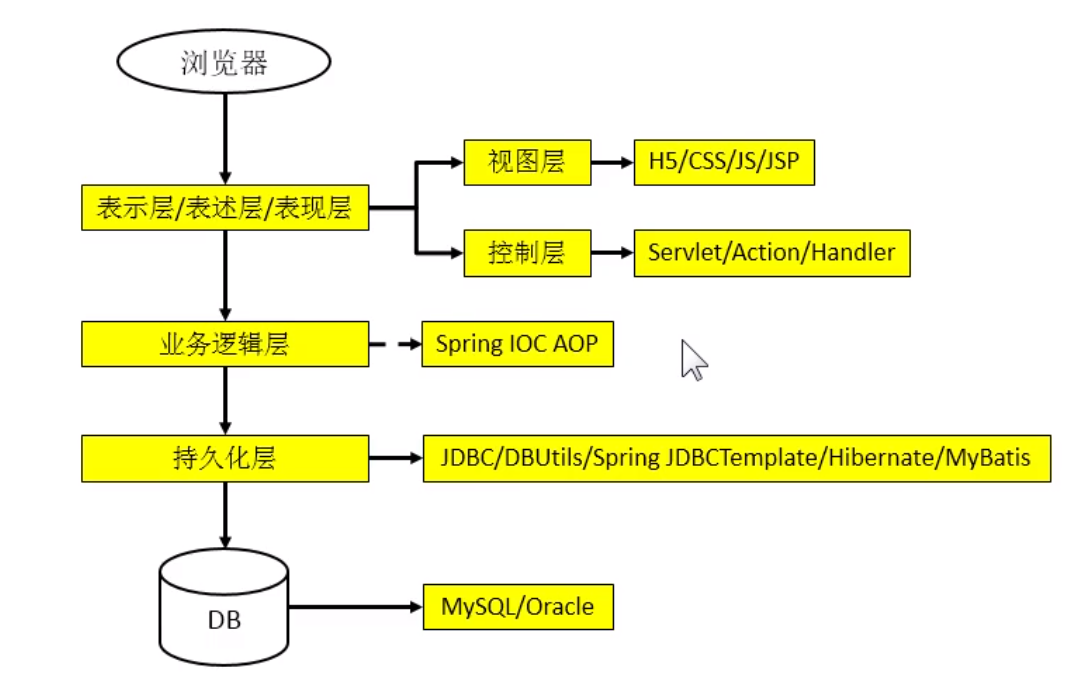 浏览器
视图层
H5/CSS/JS/JSP
表示层/表述层/表现层
控制层
Servlet/Action/Handler
业务逻辑层
Spring IOC AOP
持久化层
JDBC/DBUtils/Spring JDBCTemplate/Hibernate/MyBatis
DB
MySQL/Oracle